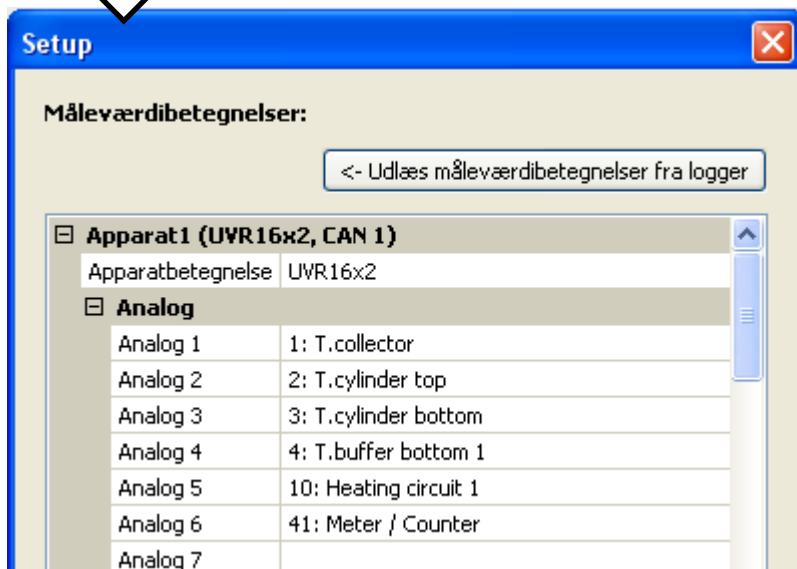 Setup
Måleværdibetegnelser:
<- Udlæs måleværdibetegnelser fra logger
Apparat1 (UVR16x2, CAN 1)
Apparatbetegnelse UVR16x2
Analog
Analog 1 1: T.collector
Analog 2 2: T.cylinder top
Analog 3 3: T.cylinder bottom
Analog 4 4: T.buffer bottom 1
Analog 5 10: Heating circuit 1
Analog 6 41: Meter / Counter
Analog 7